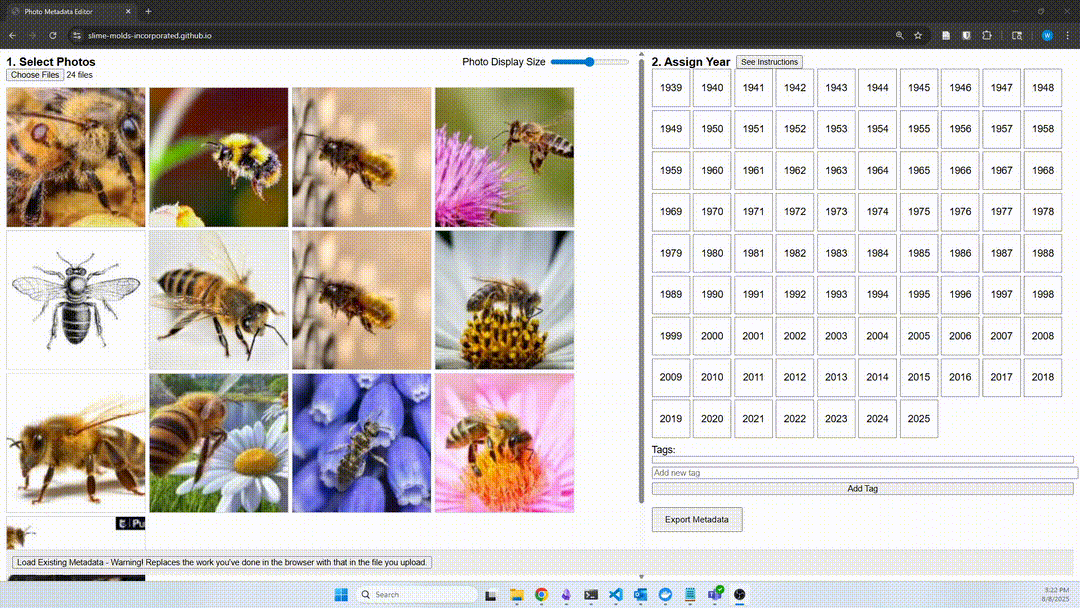 Photo Metadata Editor
slime-molds-incorporated.github.io
W
1. Select Photos
Choose Files 24 files
Photo Display Size
2. Assign Year
See Instructions
1939 1940 1941 1942 1943 1944 1945 1946 1947 1948
1949 1950 1951 1952 1953 1954 1955 1956 1957 1958
1959 1960 1961 1962 1963 1964 1965 1966 1967 1968
1969 1970 1971 1972 1973 1974 1975 1976 1977 1978
1979 1980 1981 1982 1983 1984 1985 1986 1987 1988
1989 1990 1991 1992 1993 1994 1995 1996 1997 1998
1999 2000 2001 2002 2003 2004 2005 2006 2007 2008
2009 2010 2011 2012 2013 2014 2015 2016 2017 2018
2019 2020 2021 2022 2023 2024 2025
Tags:
Add new tag
Add Tag
Export Metadata
Pu
Load Existing Metadata - Warning! Replaces the work you've done in the browser with that in the file you upload.
Search
3:22 PM
8/8/2025